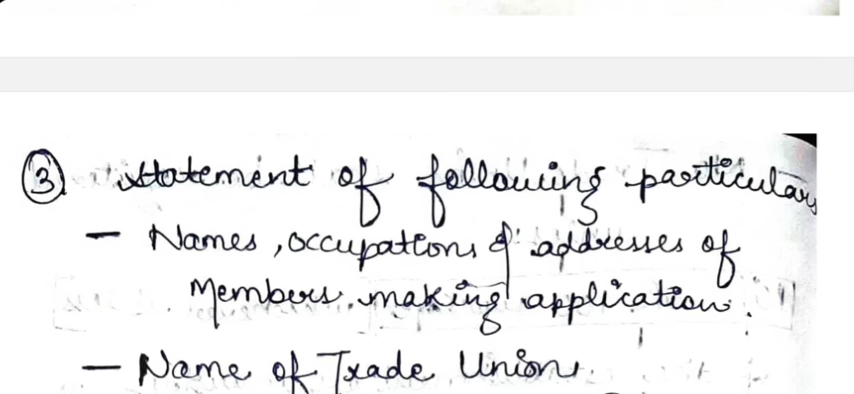 ③ Statement of following particulars
- Names, occupations & addresses of
Members making application.
- Name of Trade Union.